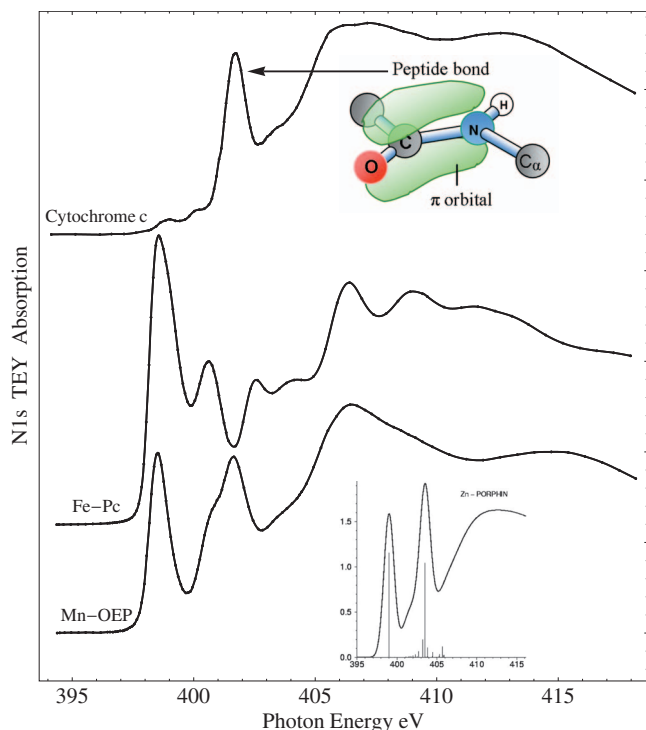 Peptide bond
H
N
C
O
Cα
π orbital
Cytochrome c
N1s TEY Absorption
Fe−Pc
Mn−OEP
Zn − PORPHIN
1.5
1.0
0.5
0.0
395 400 405 410 415
395 400 405 410 415
Photon Energy eV